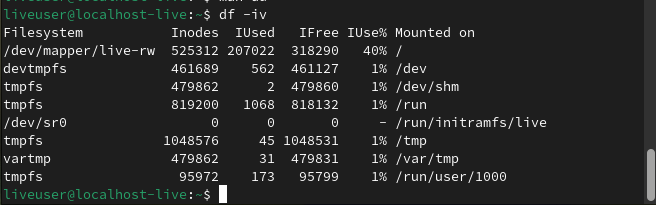 liveuser@localhost-live:~$ df -iv
Filesystem Inodes IUsed IFree IUse% Mounted on
/dev/mapper/live-rw 525312 207022 318290 40% /
devtmpfs 461689 562 461127 1% /dev
tmpfs 479862 2 479860 1% /dev/shm
tmpfs 819200 1068 818132 1% /run
/dev/sr0 0 0 0 - /run/initramfs/live
tmpfs 1048576 45 1048531 1% /tmp
vartmp 479862 31 479831 1% /var/tmp
tmpfs 95972 173 95799 1% /run/user/1000
liveuser@localhost-live:~$